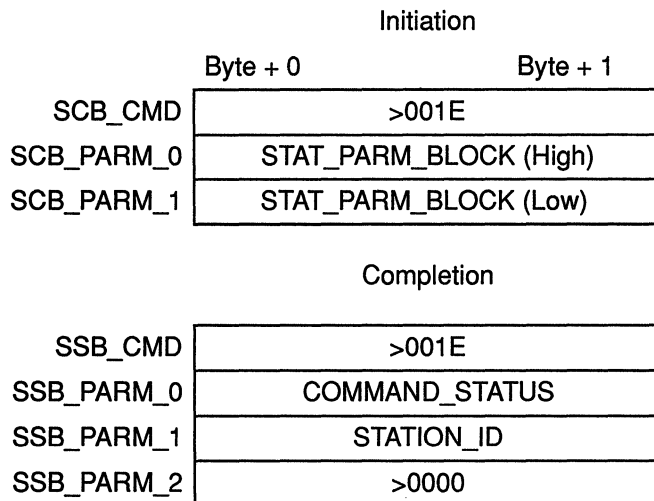 Initiation
Byte + 0 Byte + 1
SCB_CMD >001E
SCB_PARM_0 STAT_PARM_BLOCK (High)
SCB_PARM_1 STAT_PARM_BLOCK (Low)
Completion
SSB_CMD >001E
SSB_PARM_0 COMMAND_STATUS
SSB_PARM_1 STATION_ID
SSB_PARM_2 >0000